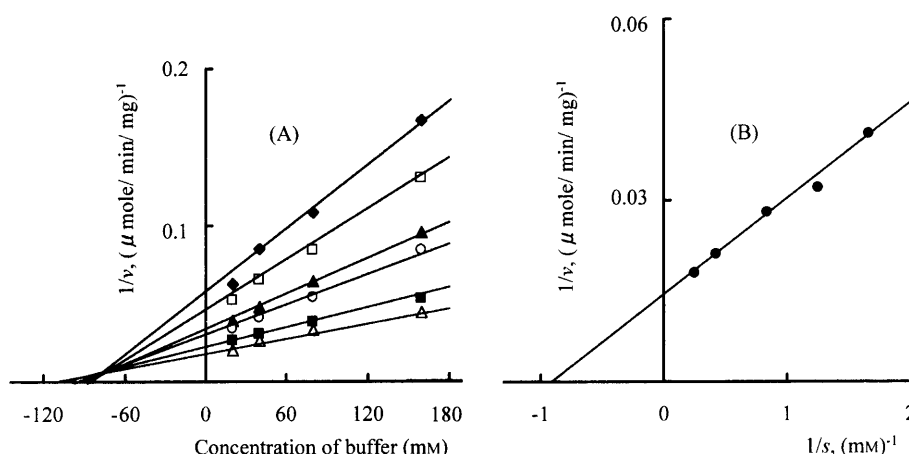 0.2
(A)
0.1
1/v, (μ mole/ min/ mg)⁻¹
-120 -60 0 60 120 180
Concentration of buffer (mM)
0.06
(B)
0.03
1/v, (μ mole/ min/ mg)⁻¹
-1 0 1 2
1/s, (mM)⁻¹